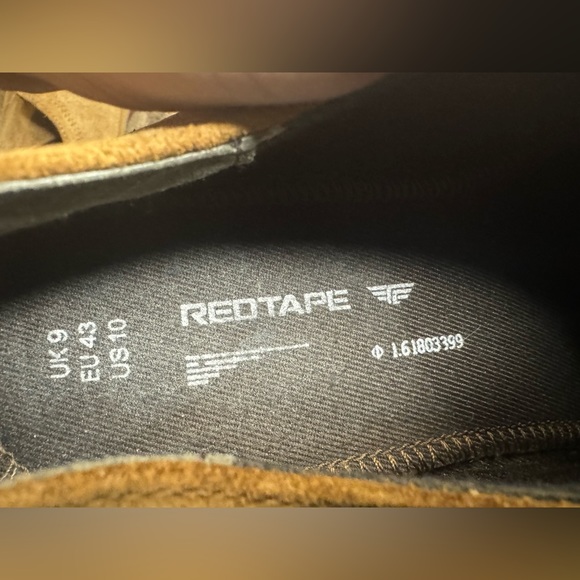 UK 9
EU 43
US 10
REDTAPE
Φ 1.61803399